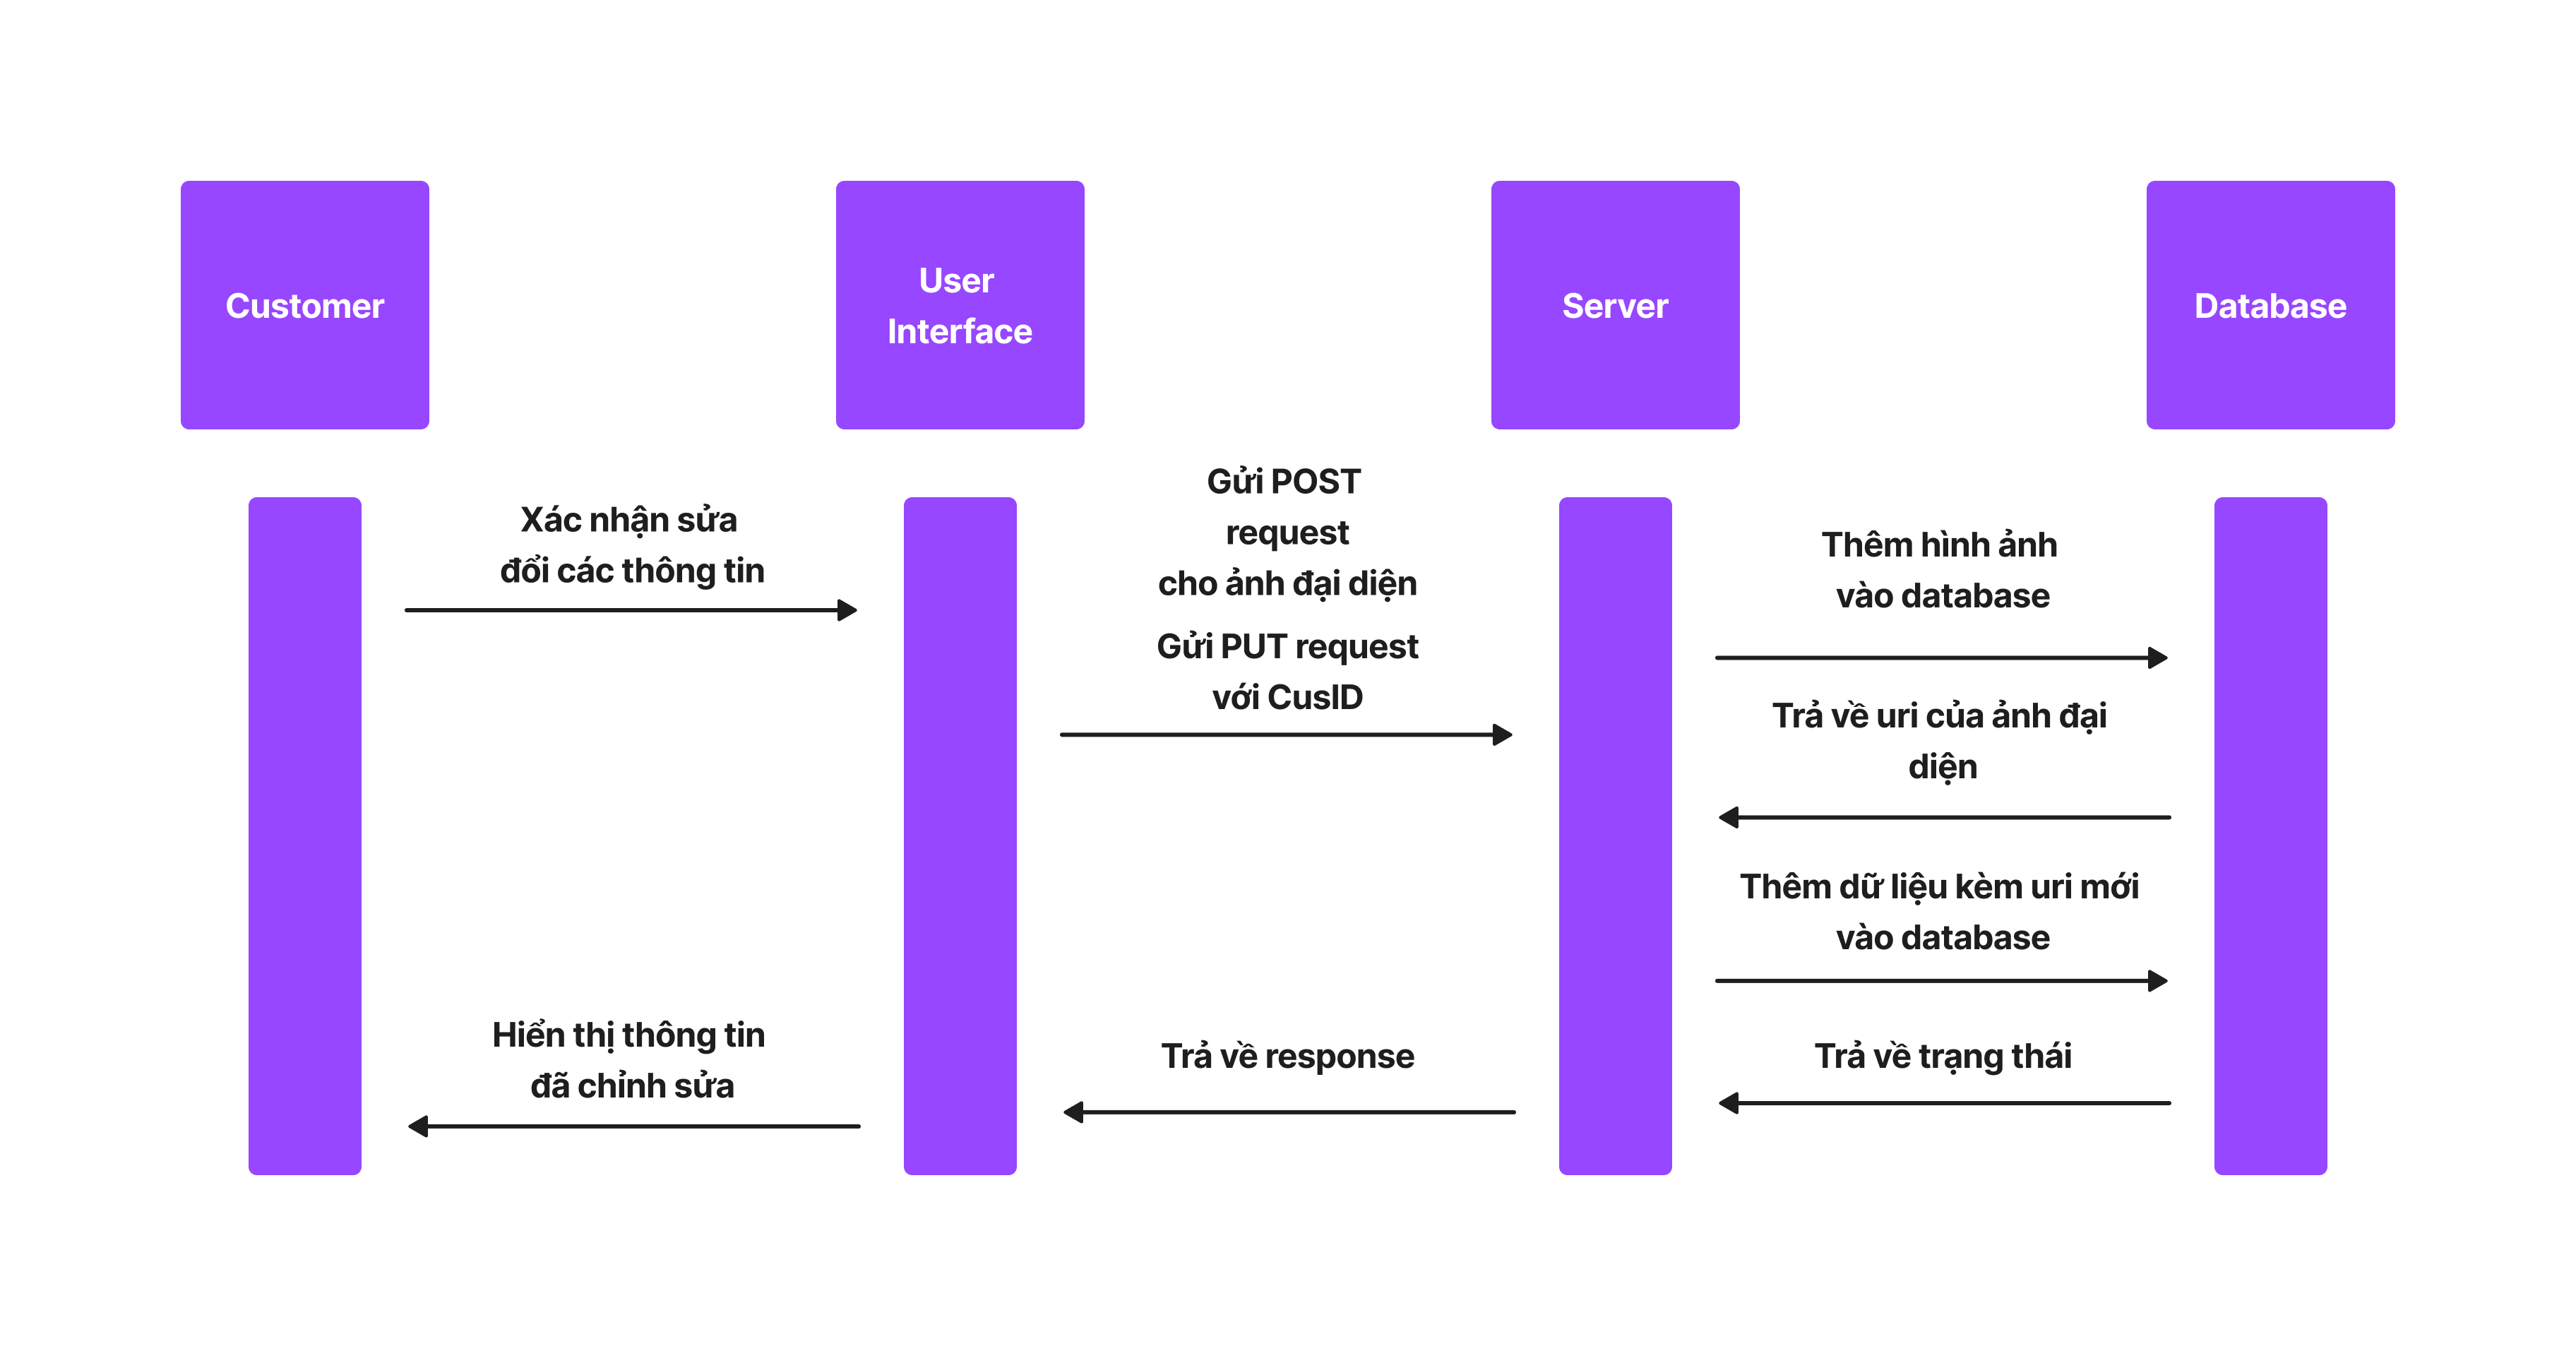 Customer
User
Interface
Server
Database
Xác nhận sửa
đổi các thông tin
Gửi POST
request
cho ảnh đại diện
Gửi PUT request
với CusID
Thêm hình ảnh
vào database
Trả về uri của ảnh đại
diện
Thêm dữ liệu kèm uri mới
vào database
Trả về trạng thái
Trả về response
Hiển thị thông tin
đã chỉnh sửa